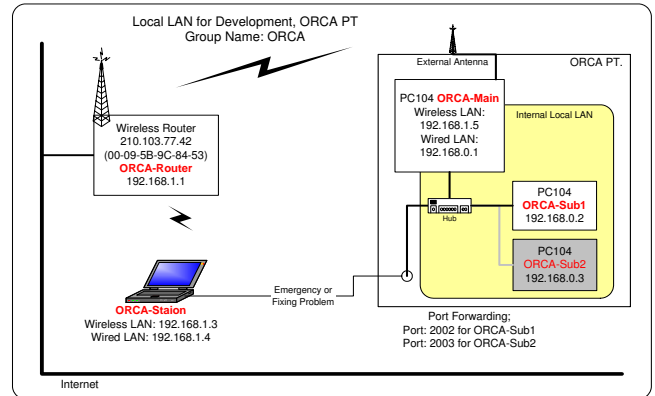 Local LAN for Development, ORCA PT
Group Name: ORCA
External Antenna
ORCA PT.
PC104 ORCA-Main
Wireless LAN:
192.168.1.5
Wired LAN:
192.168.0.1
Internal Local LAN
Wireless Router
210.103.77.42
(00-09-5B-9C-84-53)
ORCA-Router
192.168.1.1
Hub
PC104
ORCA-Sub1
192.168.0.2
PC104
ORCA-Sub2
192.168.0.3
Emergency or
Fixing Problem
ORCA-Staion
Wireless LAN: 192.168.1.3
Wired LAN: 192.168.1.4
Port Forwarding;
Port: 2002 for ORCA-Sub1
Port: 2003 for ORCA-Sub2
Internet